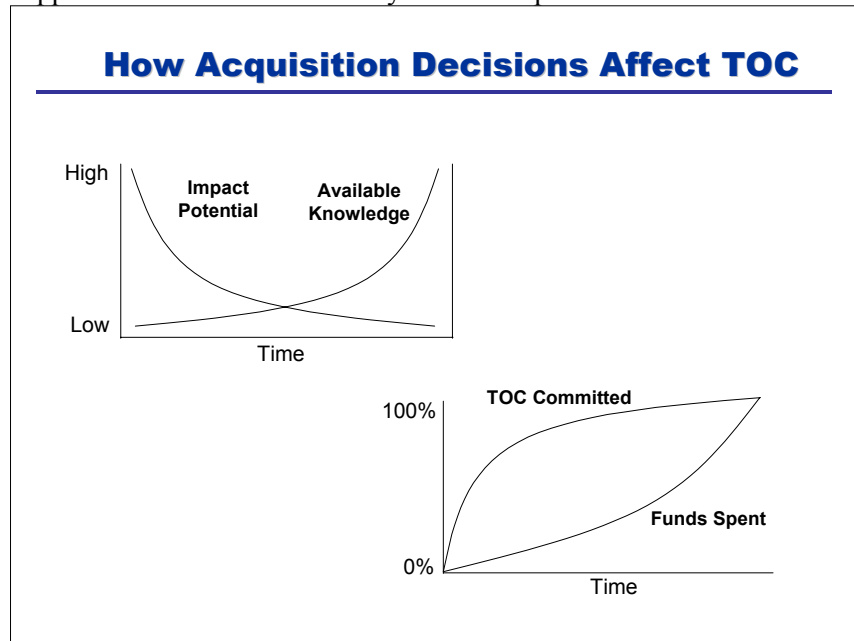 How Acquisition Decisions Affect TOC
High
Impact
Potential
Available
Knowledge
Low
Time
100%
TOC Committed
Funds Spent
0%
Time